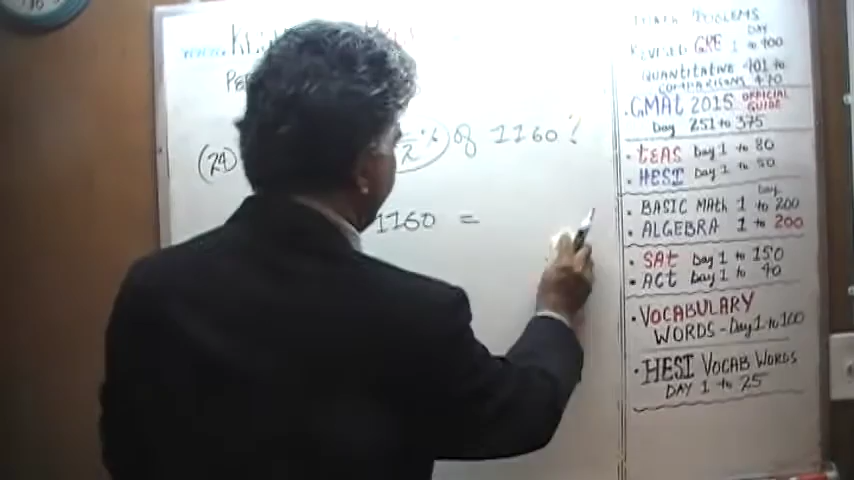 (24)
% of 1160?
1160 =
PROBLEMS
DAY
REVISED GRE 1 to 400
QUANTITATIVE 401 to
COMPARISONS 410
• GMAT 2015 OFFICIAL GUIDE
Day 251 to 375
• TEAS Day 1 to 80
• HESI Day 1 to 50
Day
• BASIC MATH 1 to 200
• ALGEBRA 1 to 200
• SAT Day 1 to 150
• ACT Day 1 to 40
• VOCABULARY
WORDS - Day 1 to 100
• HESI VOCAB WORDS
DAY 1 to 25